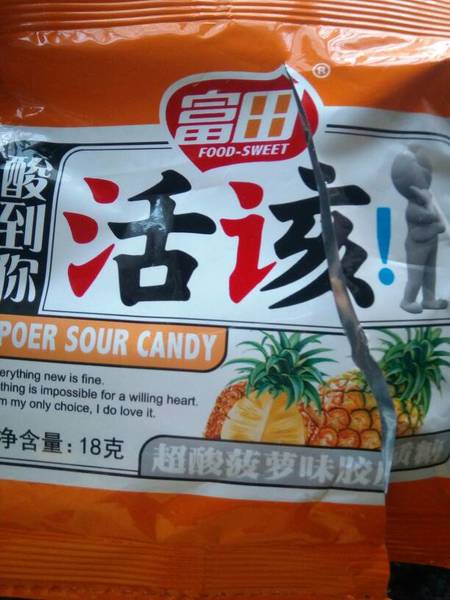 富田®
FOOD-SWEET
酸到你
活该!
POER SOUR CANDY
erything new is fine.
thing is impossible for a willing heart.
m my only choice, I do love it.
净含量:18克
超酸菠萝味胶